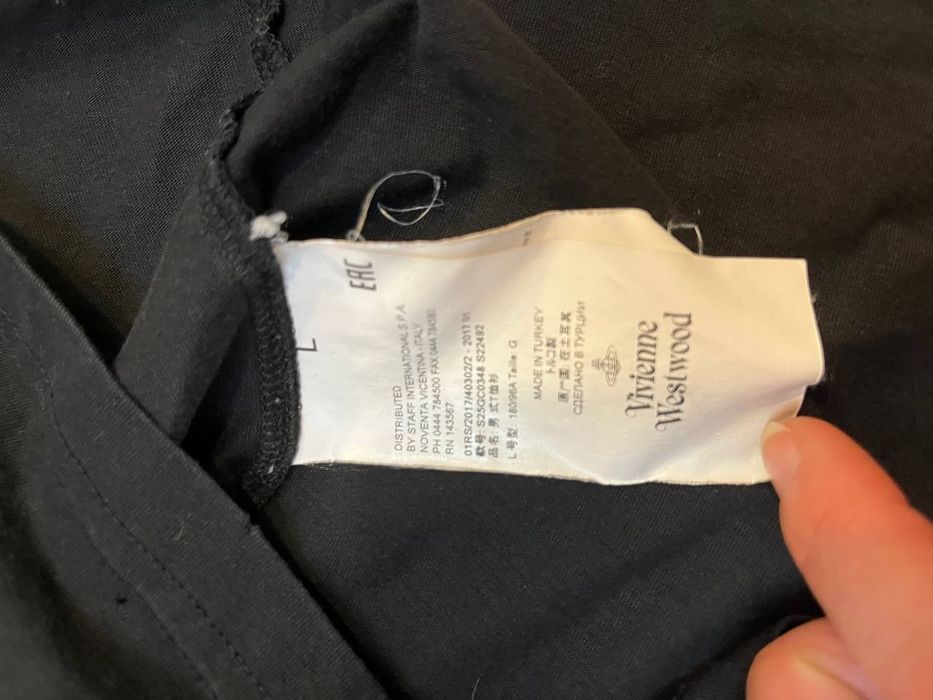 Vivienne
Westwood
MADE IN TURKEY
トルコ製
原产国 在土耳其
СДЕЛАНО В ТУРЦИИ
L 号型 180/96A Taille G
品名: 男 式T恤衫
款号: S25GC0348 S22492
01RS/2017/40302/2 - 2017
RN 143567
PH 0444 784500 FAX 0444 784590
NOVENTA VICENTINA - ITALY
BY STAFF INTERNATIONAL S.P.A.
DISTRIBUTED
EAC
L